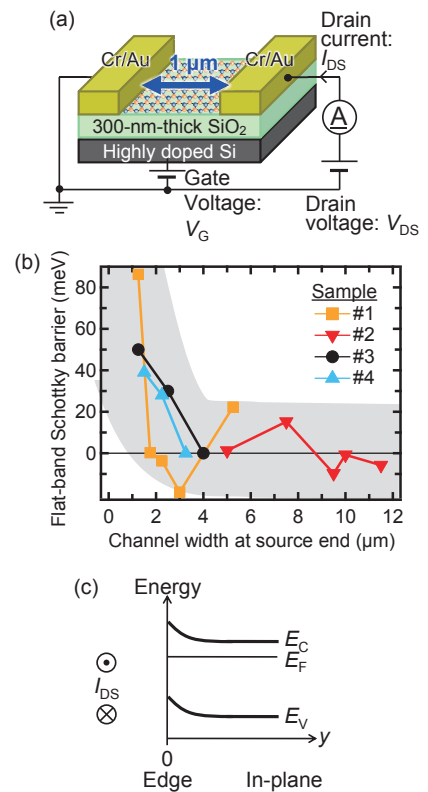 (a)
Drain
current:
I_DS
Cr/Au
1 μm
Cr/Au
A
300-nm-thick SiO₂
Highly doped Si
Gate
Voltage:
V_G
Drain
voltage: V_DS
(b)
Flat-band Schottky barrier (meV)
80
60
40
20
0
Sample
#1
#2
#3
#4
0 2 4 6 8 10 12
Channel width at source end (μm)
(c)
Energy
E_C
E_F
I_DS
E_V
y
0
Edge In-plane